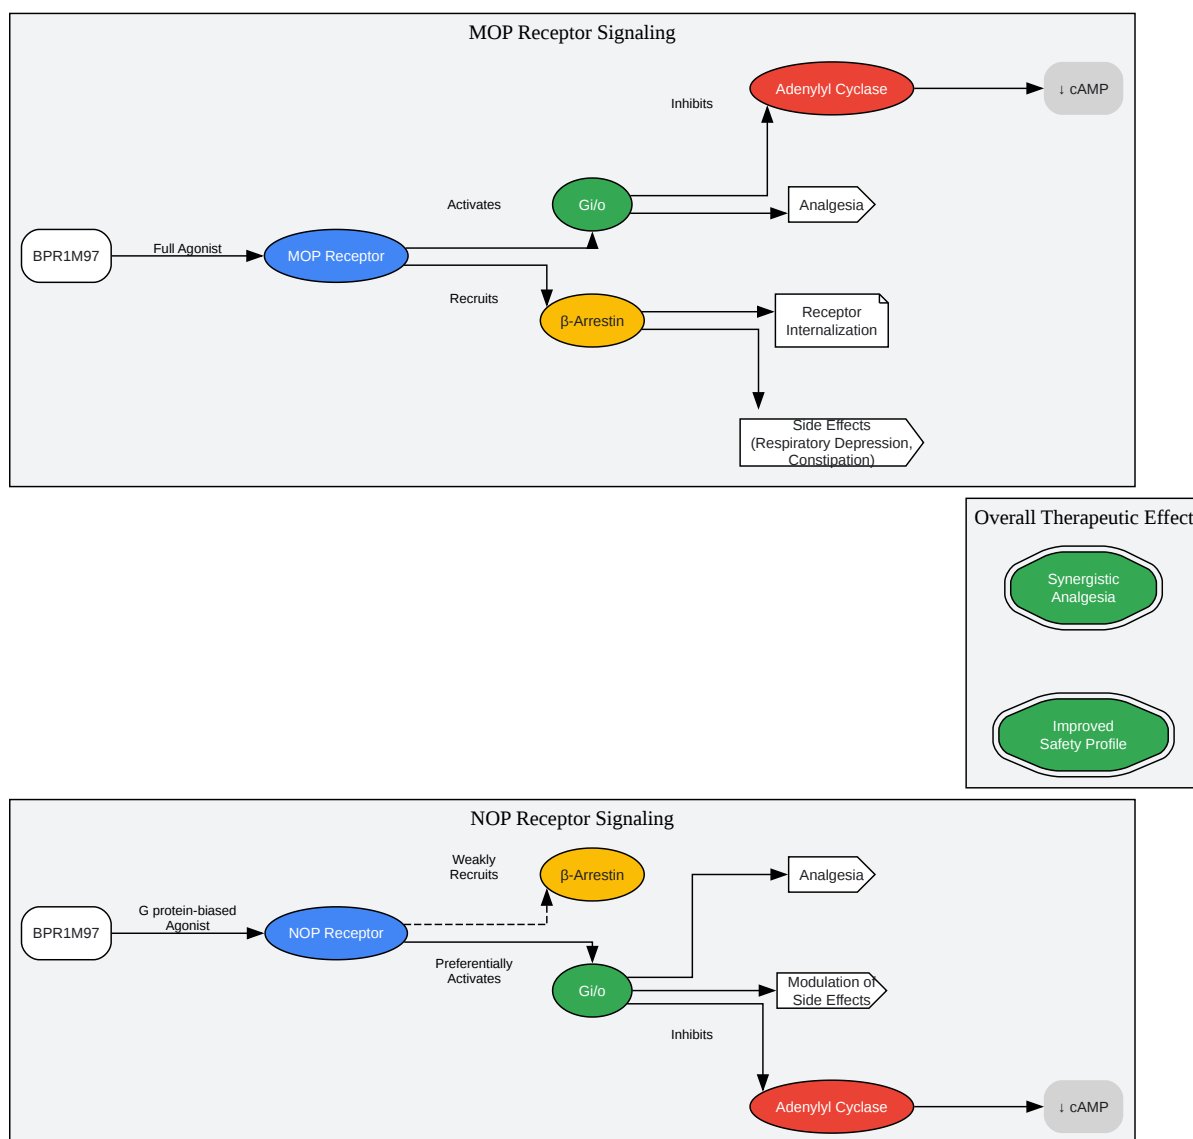 MOP Receptor Signaling
Adenylyl Cyclase
↓ cAMP
Inhibits
Activates
Gi/o
Analgesia
BPR1M97
Full Agonist
MOP Receptor
Recruits
β-Arrestin
Receptor
Internalization
Side Effects
(Respiratory Depression,
Constipation)
Overall Therapeutic Effect
Synergistic
Analgesia
Improved
Safety Profile
NOP Receptor Signaling
Weakly
Recruits
β-Arrestin
Analgesia
BPR1M97
G protein-biased
Agonist
NOP Receptor
Preferentially
Activates
Gi/o
Modulation of
Side Effects
Inhibits
Adenylyl Cyclase
↓ cAMP